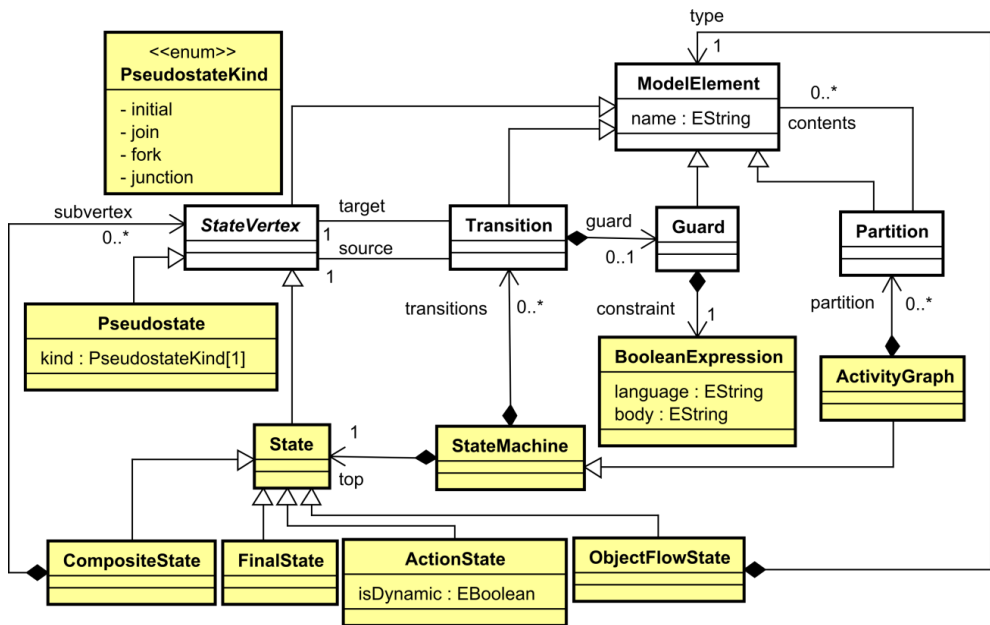 type
<<enum>>
PseudostateKind
- initial
- join
- fork
- junction
1
ModelElement
name : EString
0..*
contents
subvertex
0..*
StateVertex
target
1
source
1
Transition
guard
0..1
Guard
Partition
transitions
0..*
constraint
1
partition
0..*
Pseudostate
kind : PseudostateKind[1]
BooleanExpression
language : EString
body : EString
ActivityGraph
State
1
top
StateMachine
CompositeState
FinalState
ActionState
isDynamic : EBoolean
ObjectFlowState